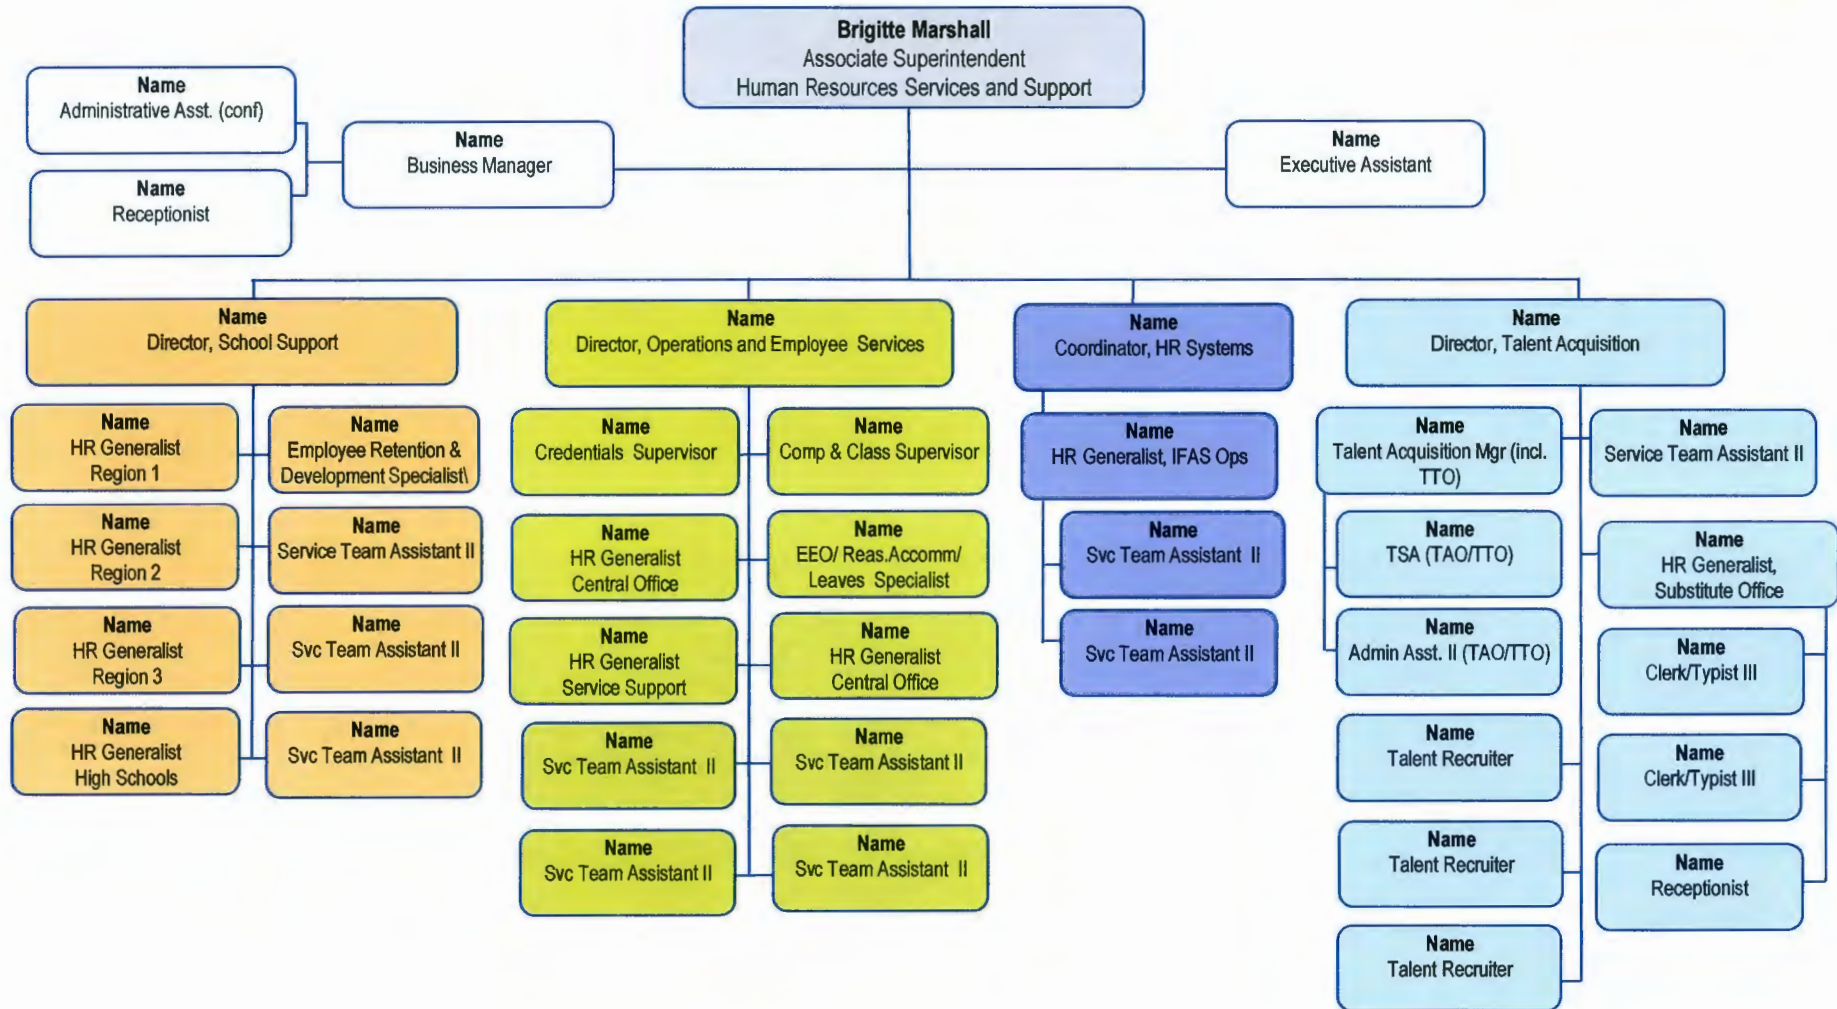 Brigitte Marshall
Associate Superintendent
Human Resources Services and Support
Name
Administrative Asst. (conf)
Name
Receptionist
Name
Business Manager
Name
Executive Assistant
Name
Director, School Support
Name
HR Generalist
Region 1
Name
Employee Retention &
Development Specialist\
Name
HR Generalist
Region 2
Name
Service Team Assistant II
Name
HR Generalist
Region 3
Name
Svc Team Assistant II
Name
HR Generalist
High Schools
Name
Svc Team Assistant II
Name
Director, Operations and Employee Services
Name
Credentials Supervisor
Name
Comp & Class Supervisor
Name
HR Generalist
Central Office
Name
EEO/ Reas.Accomm/
Leaves Specialist
Name
HR Generalist
Service Support
Name
HR Generalist
Central Office
Name
Svc Team Assistant II
Name
Svc Team Assistant II
Name
Svc Team Assistant II
Name
Svc Team Assistant II
Name
Coordinator, HR Systems
Name
HR Generalist, IFAS Ops
Name
Svc Team Assistant II
Name
Svc Team Assistant II
Name
Director, Talent Acquisition
Name
Talent Acquisition Mgr (incl.
TTO)
Name
Service Team Assistant II
Name
TSA (TAO/TTO)
Name
HR Generalist,
Substitute Office
Name
Admin Asst. II (TAO/TTO)
Name
Clerk/Typist III
Name
Talent Recruiter
Name
Clerk/Typist III
Name
Talent Recruiter
Name
Receptionist
Name
Talent Recruiter